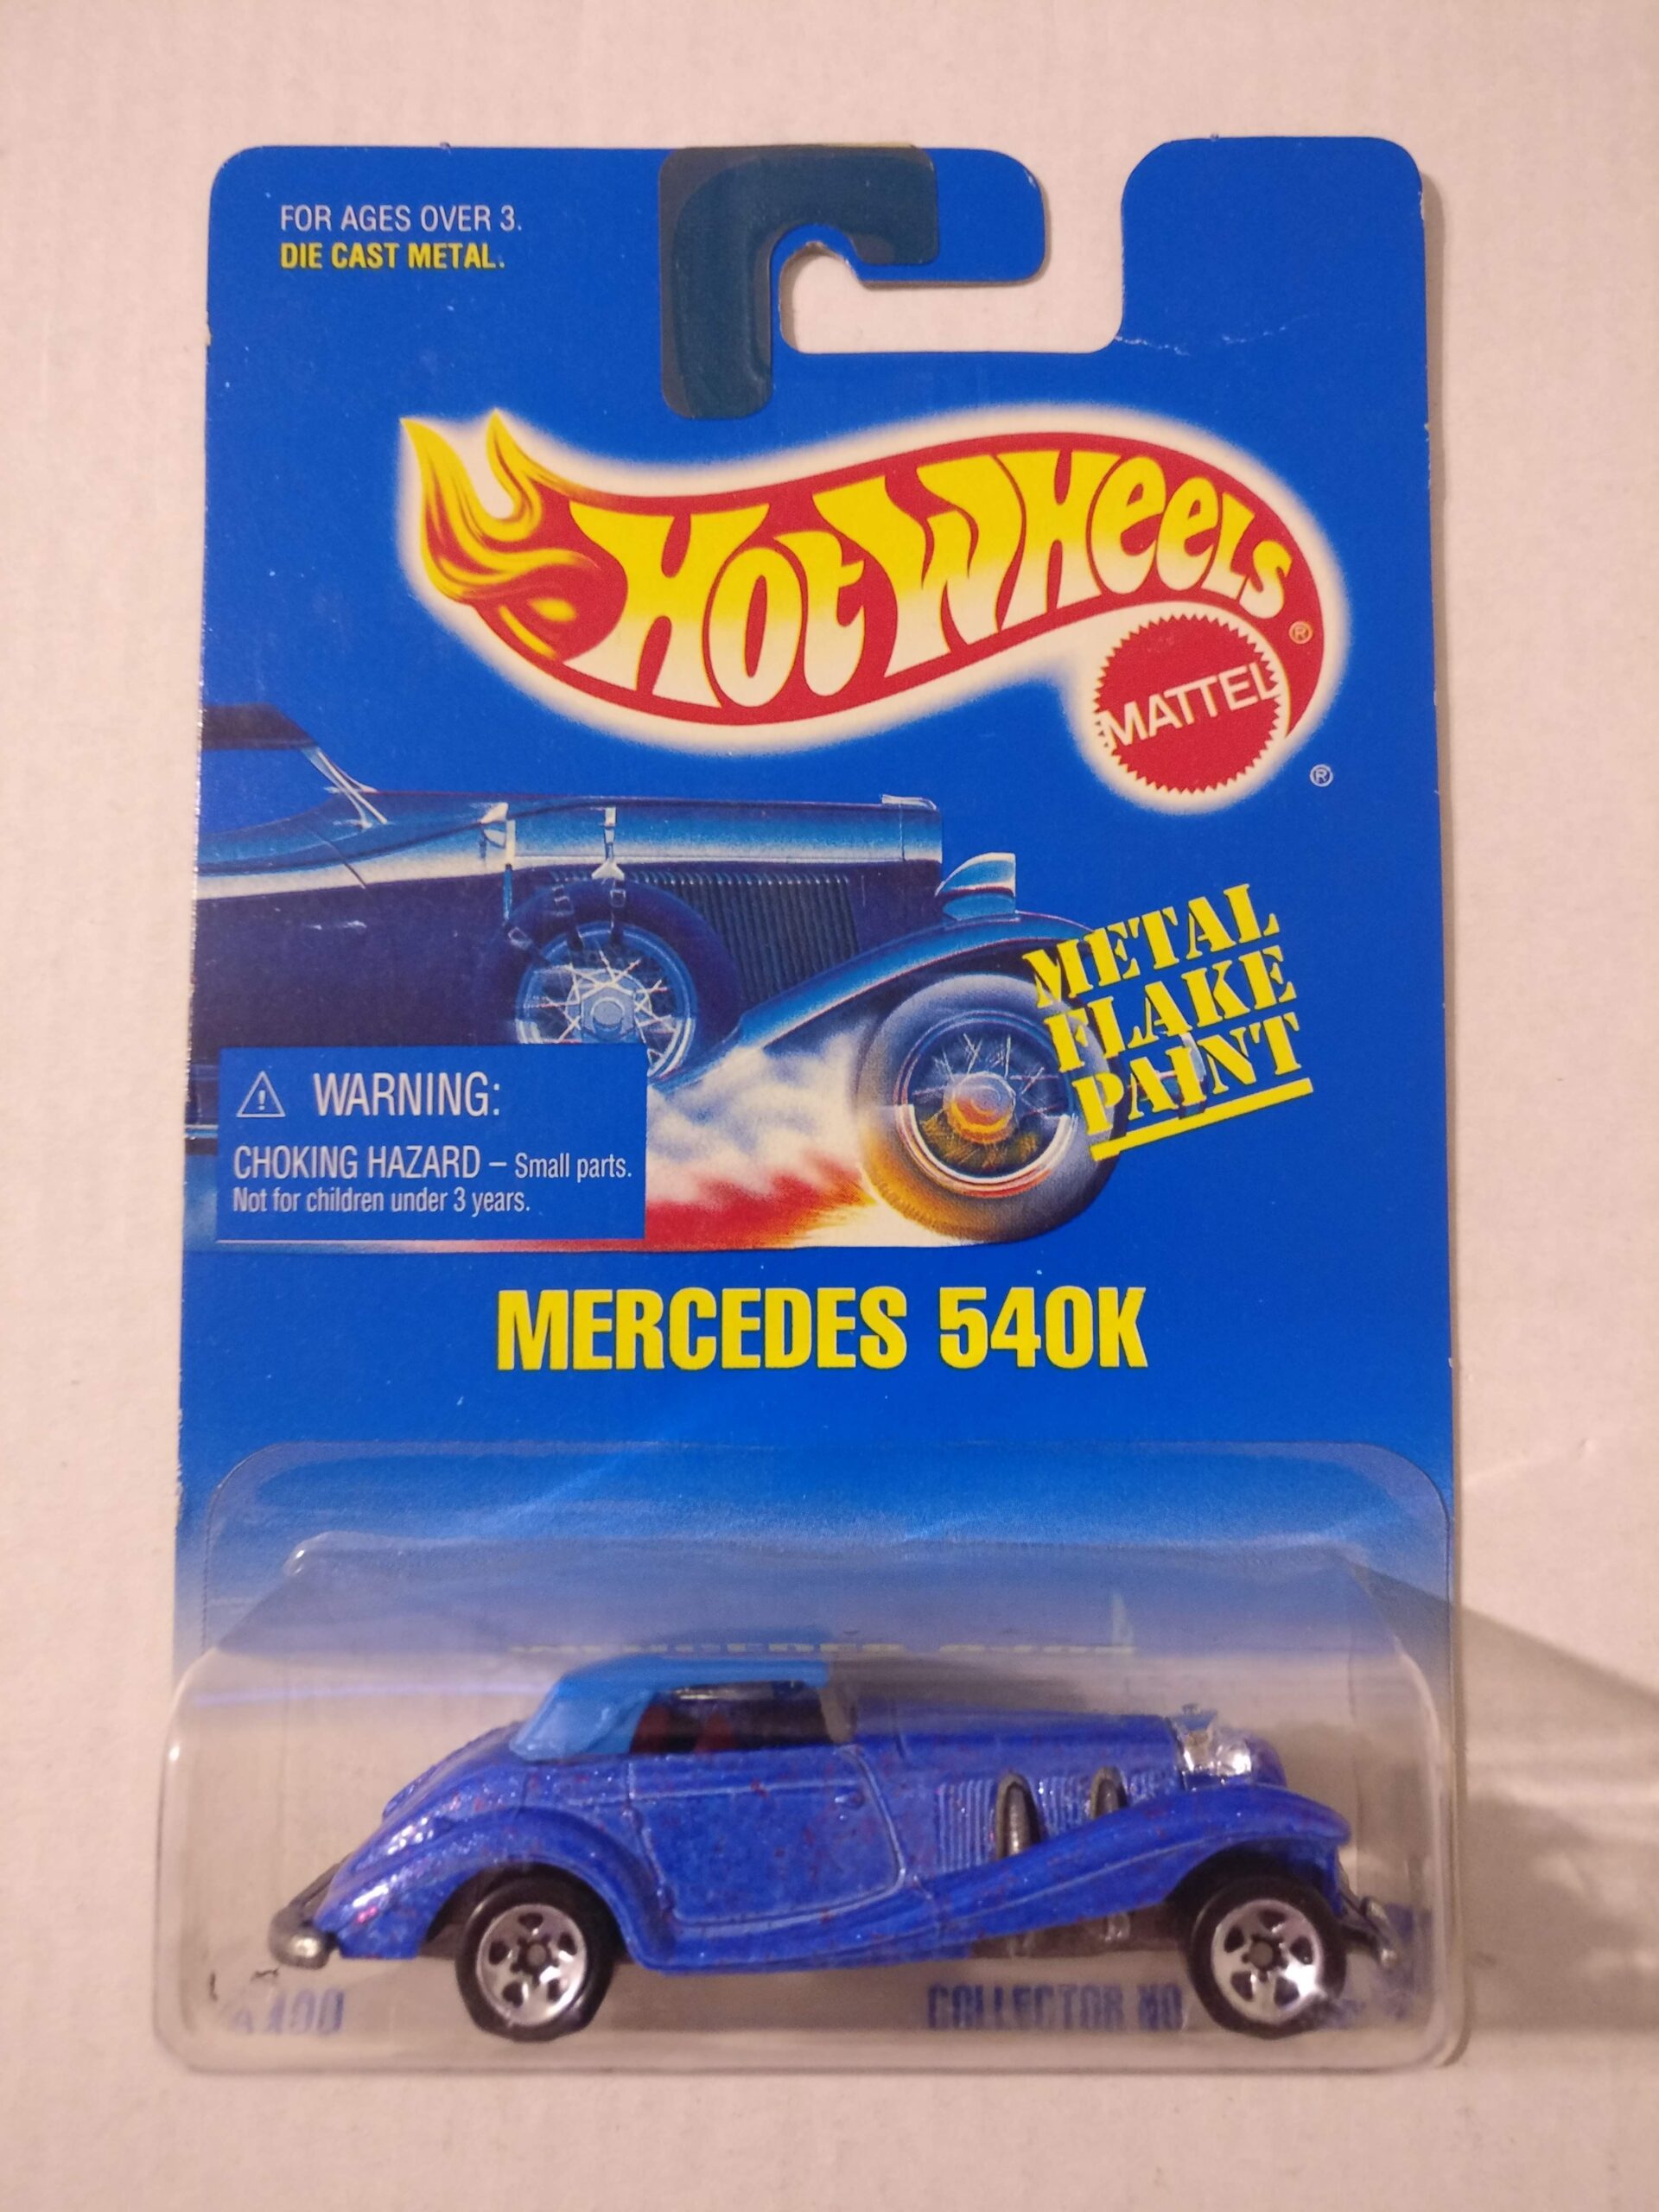 FOR AGES OVER 3.
DIE CAST METAL.
Hot Wheels ®
MATTEL
®
METAL
FLAKE
PAINT
⚠ WARNING:
CHOKING HAZARD – Small parts.
Not for children under 3 years.
MERCEDES 540K
COLLECTOR NO